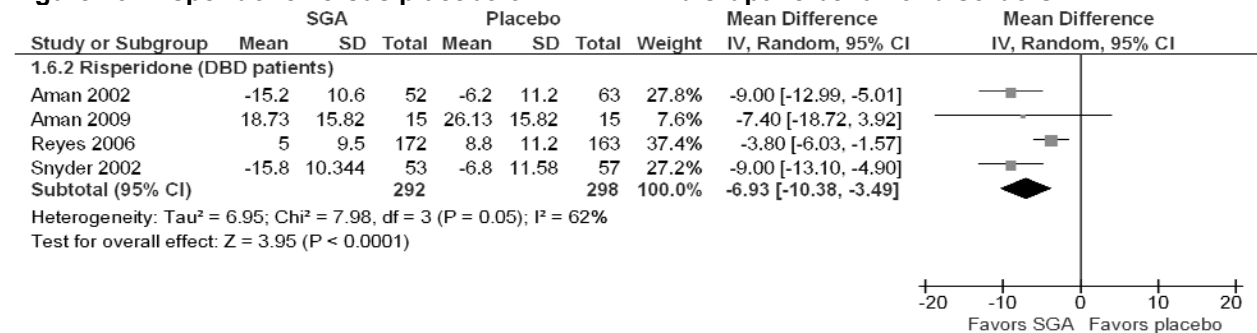 SGA Placebo Mean Difference Mean Difference
Study or Subgroup Mean SD Total Mean SD Total Weight IV, Random, 95% CI IV, Random, 95% CI
1.6.2 Risperidone (DBD patients)
Aman 2002 -15.2 10.6 52 -6.2 11.2 63 27.8% -9.00 [-12.99, -5.01]
Aman 2009 18.73 15.82 15 26.13 15.82 15 7.6% -7.40 [-18.72, 3.92]
Reyes 2006 5 9.5 172 8.8 11.2 163 37.4% -3.80 [-6.03, -1.57]
Snyder 2002 -15.8 10.344 53 -6.8 11.58 57 27.2% -9.00 [-13.10, -4.90]
Subtotal (95% CI) 292 298 100.0% -6.93 [-10.38, -3.49]
Heterogeneity: Tau² = 6.95; Chi² = 7.98, df = 3 (P = 0.05); I² = 62%
Test for overall effect: Z = 3.95 (P < 0.0001)
-20 -10 0 10 20
Favors SGA Favors placebo